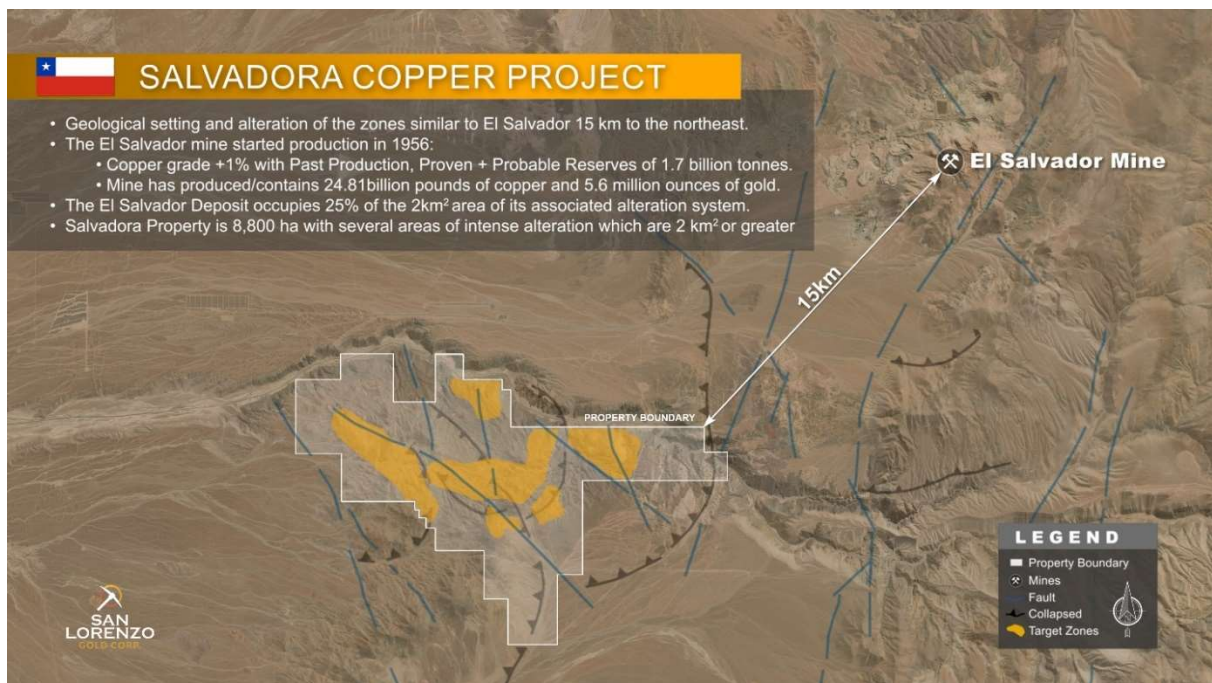 SALVADORA COPPER PROJECT
• Geological setting and alteration of the zones similar to El Salvador 15 km to the northeast.
• The El Salvador mine started production in 1956:
• Copper grade +1% with Past Production, Proven + Probable Reserves of 1.7 billion tonnes.
• Mine has produced/contains 24.81billion pounds of copper and 5.6 million ounces of gold.
• The El Salvador Deposit occupies 25% of the 2km² area of its associated alteration system.
• Salvadora Property is 8,800 ha with several areas of intense alteration which are 2 km² or greater
El Salvador Mine
15km
PROPERTY BOUNDARY
LEGEND
Property Boundary
Mines
Fault
Collapsed
Target Zones
N
SAN
LORENZO
GOLD CORP.